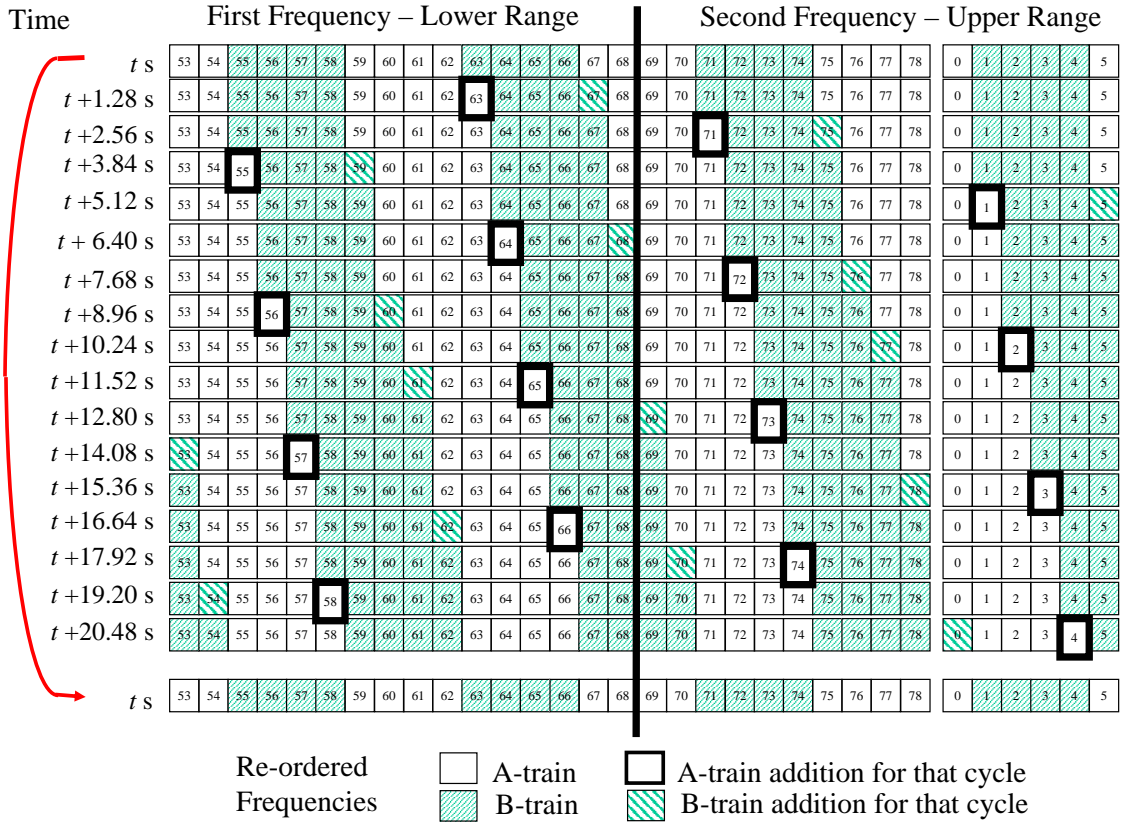 Time First Frequency – Lower Range Second Frequency – Upper Range
t s 53 54 55 56 57 58 59 60 61 62 63 64 65 66 67 68 69 70 71 72 73 74 75 76 77 78 0 1 2 3 4 5
t +1.28 s 53 54 55 56 57 58 59 60 61 62 63 64 65 66 67 68 69 70 71 72 73 74 75 76 77 78 0 1 2 3 4 5
t +2.56 s 53 54 55 56 57 58 59 60 61 62 63 64 65 66 67 68 69 70 71 72 73 74 75 76 77 78 0 1 2 3 4 5
t +3.84 s 53 54 55 56 57 58 59 60 61 62 63 64 65 66 67 68 69 70 71 72 73 74 75 76 77 78 0 1 2 3 4 5
t +5.12 s 53 54 55 56 57 58 59 60 61 62 63 64 65 66 67 68 69 70 71 72 73 74 75 76 77 78 0 1 2 3 4 5
t + 6.40 s 53 54 55 56 57 58 59 60 61 62 63 64 65 66 67 68 69 70 71 72 73 74 75 76 77 78 0 1 2 3 4 5
t +7.68 s 53 54 55 56 57 58 59 60 61 62 63 64 65 66 67 68 69 70 71 72 73 74 75 76 77 78 0 1 2 3 4 5
t +8.96 s 53 54 55 56 57 58 59 60 61 62 63 64 65 66 67 68 69 70 71 72 73 74 75 76 77 78 0 1 2 3 4 5
t +10.24 s 53 54 55 56 57 58 59 60 61 62 63 64 65 66 67 68 69 70 71 72 73 74 75 76 77 78 0 1 2 3 4 5
t +11.52 s 53 54 55 56 57 58 59 60 61 62 63 64 65 66 67 68 69 70 71 72 73 74 75 76 77 78 0 1 2 3 4 5
t +12.80 s 53 54 55 56 57 58 59 60 61 62 63 64 65 66 67 68 69 70 71 72 73 74 75 76 77 78 0 1 2 3 4 5
t +14.08 s 53 54 55 56 57 58 59 60 61 62 63 64 65 66 67 68 69 70 71 72 73 74 75 76 77 78 0 1 2 3 4 5
t +15.36 s 53 54 55 56 57 58 59 60 61 62 63 64 65 66 67 68 69 70 71 72 73 74 75 76 77 78 0 1 2 3 4 5
t +16.64 s 53 54 55 56 57 58 59 60 61 62 63 64 65 66 67 68 69 70 71 72 73 74 75 76 77 78 0 1 2 3 4 5
t +17.92 s 53 54 55 56 57 58 59 60 61 62 63 64 65 66 67 68 69 70 71 72 73 74 75 76 77 78 0 1 2 3 4 5
t +19.20 s 53 54 55 56 57 58 59 60 61 62 63 64 65 66 67 68 69 70 71 72 73 74 75 76 77 78 0 1 2 3 4 5
t +20.48 s 53 54 55 56 57 58 59 60 61 62 63 64 65 66 67 68 69 70 71 72 73 74 75 76 77 78 0 1 2 3 4 5
t s 53 54 55 56 57 58 59 60 61 62 63 64 65 66 67 68 69 70 71 72 73 74 75 76 77 78 0 1 2 3 4 5
Re-ordered A-train A-train addition for that cycle
Frequencies B-train B-train addition for that cycle